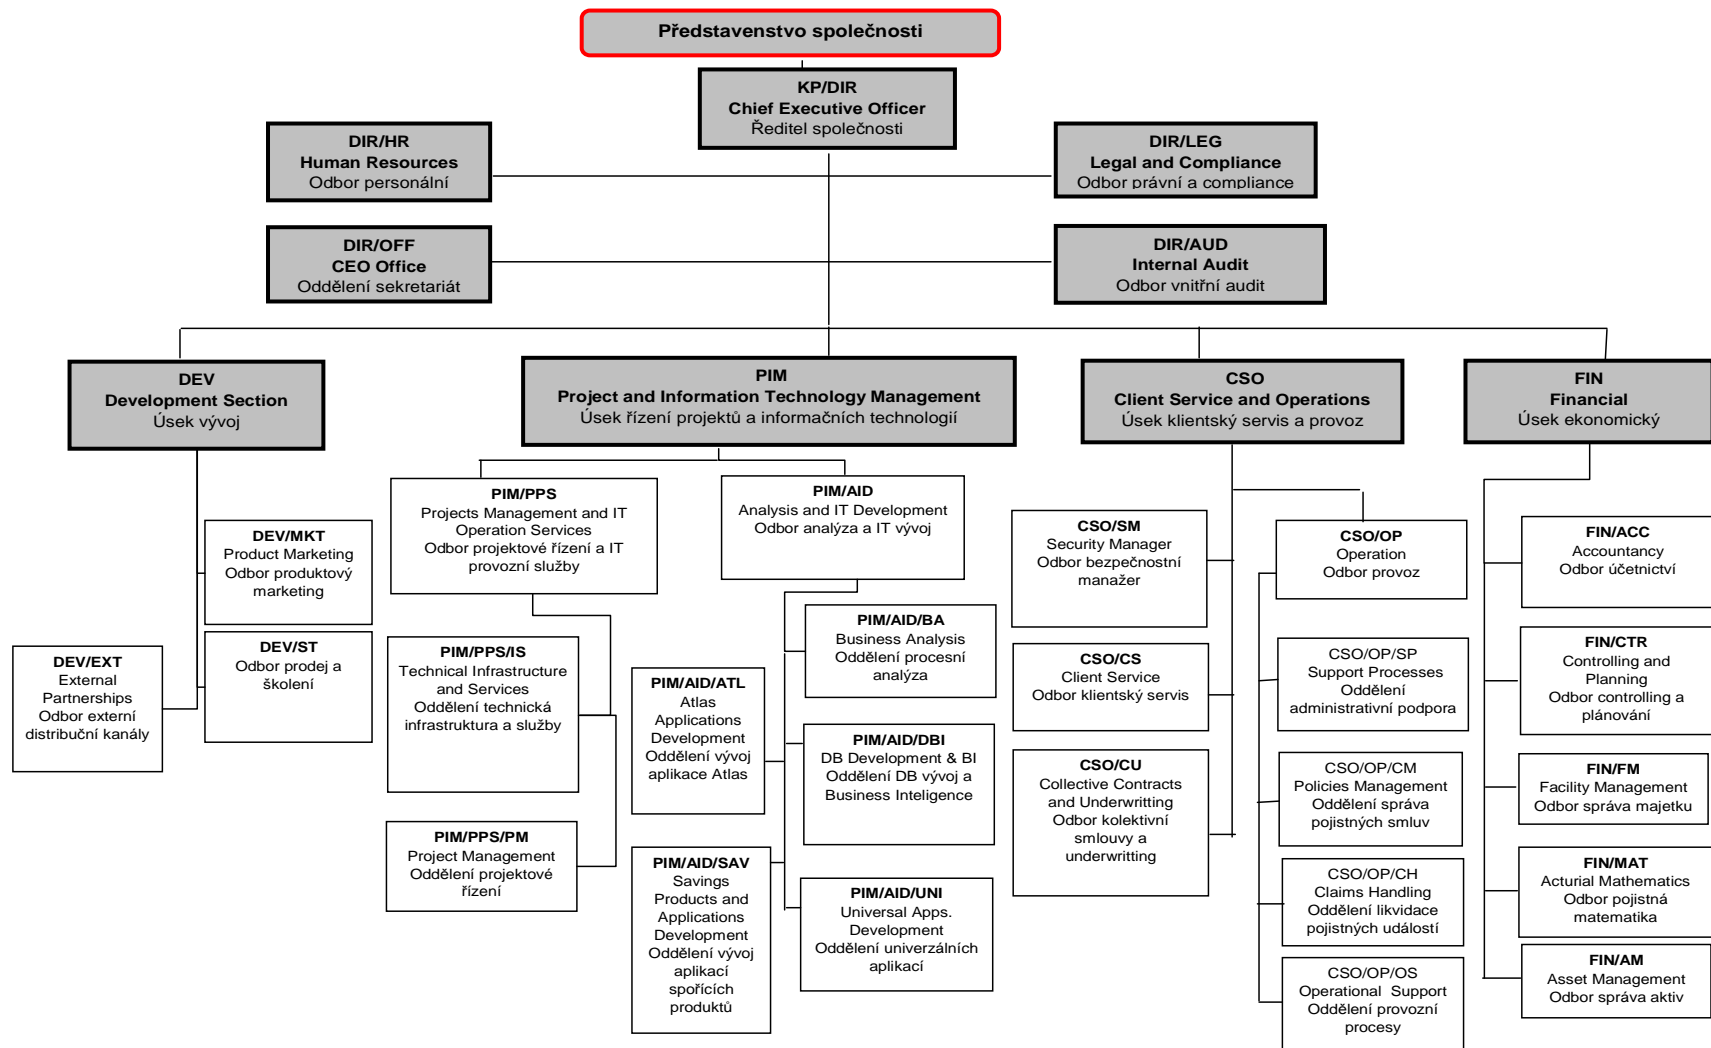 Představenstvo společnosti
KP/DIR
Chief Executive Officer
Ředitel společnosti
DIR/HR
Human Resources
Odbor personální
DIR/LEG
Legal and Compliance
Odbor právní a compliance
DIR/OFF
CEO Office
Oddělení sekretariát
DIR/AUD
Internal Audit
Odbor vnitřní audit
DEV
Development Section
Úsek vývoj
PIM
Project and Information Technology Management
Úsek řízení projektů a informačních technologií
CSO
Client Service and Operations
Úsek klientský servis a provoz
FIN
Financial
Úsek ekonomický
DEV/MKT
Product Marketing
Odbor produktový
marketing
DEV/ST
Odbor prodej a
školení
DEV/EXT
External
Partnerships
Odbor externí
distribuční kanály
PIM/PPS
Projects Management and IT
Operation Services
Odbor projektové řízení a IT
provozní služby
PIM/PPS/IS
Technical Infrastructure
and Services
Oddělení technická
infrastruktura a služby
PIM/PPS/PM
Project Management
Oddělení projektové
řízení
PIM/AID
Analysis and IT Development
Odbor analýza a IT vývoj
PIM/AID/BA
Business Analysis
Oddělení procesní
analýza
PIM/AID/ATL
Atlas
Applications
Development
Oddělení vývoj
aplikace Atlas
PIM/AID/DBI
DB Development & BI
Oddělení DB vývoj a
Business Inteligence
PIM/AID/SAV
Savings
Products and
Applications
Development
Oddělení vývoj
aplikací
spořících
produktů
PIM/AID/UNI
Universal Apps.
Development
Oddělení univerzálních
aplikací
CSO/SM
Security Manager
Odbor bezpečnostní
manažer
CSO/CS
Client Service
Odbor klientský servis
CSO/CU
Collective Contracts
and Underwritting
Odbor kolektivní
smlouvy a
underwritting
CSO/OP
Operation
Odbor provoz
CSO/OP/SP
Support Processes
Oddělení
administrativní podpora
CSO/OP/CM
Policies Management
Oddělení správa
pojistných smluv
CSO/OP/CH
Claims Handling
Oddělení likvidace
pojistných událostí
CSO/OP/OS
Operational Support
Oddělení provozní
procesy
FIN/ACC
Accountancy
Odbor účetnictví
FIN/CTR
Controlling and
Planning
Odbor controlling a
plánování
FIN/FM
Facility Management
Odbor správa majetku
FIN/MAT
Acturial Mathematics
Odbor pojistná
matematika
FIN/AM
Asset Management
Odbor správa aktiv